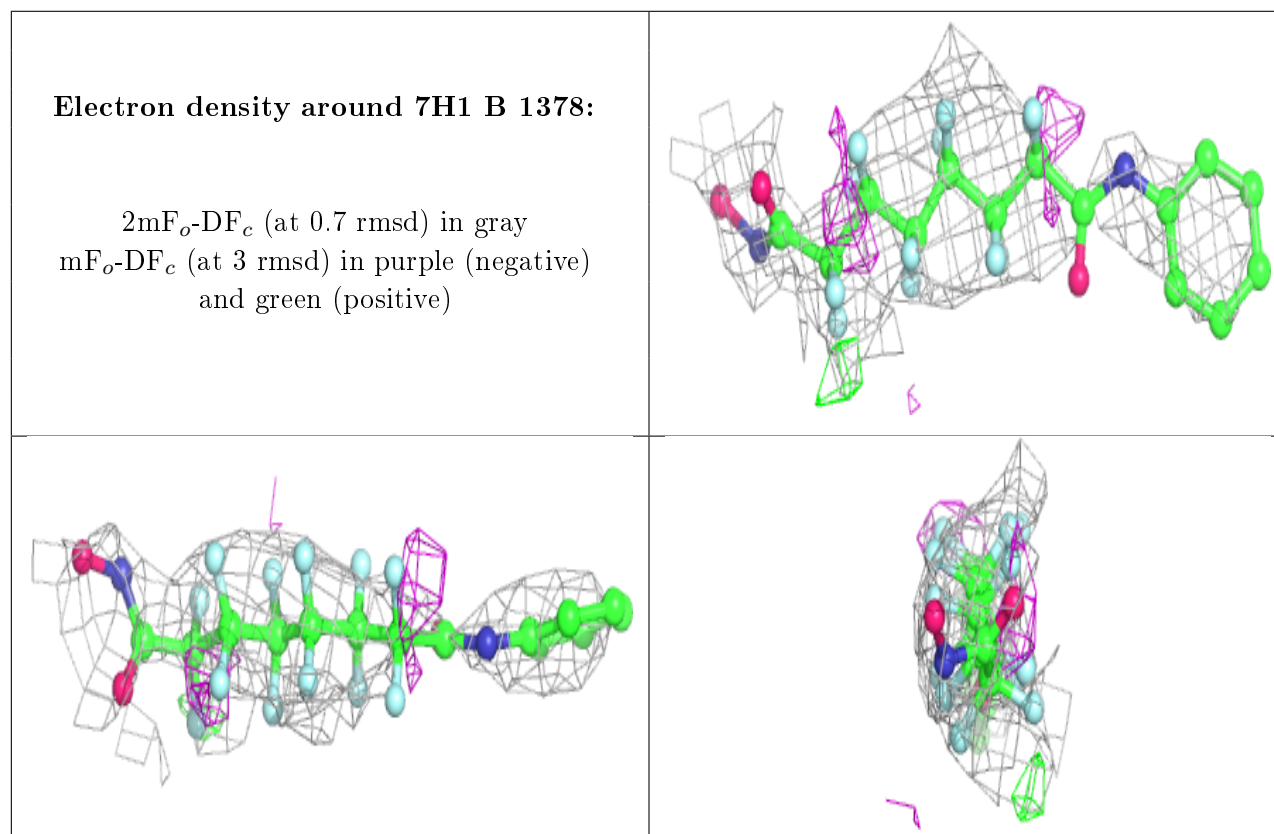 Electron density around 7H1 B 1378:
2mFₒ-DF𝒸 (at 0.7 rmsd) in gray
mFₒ-DF𝒸 (at 3 rmsd) in purple (negative)
and green (positive)